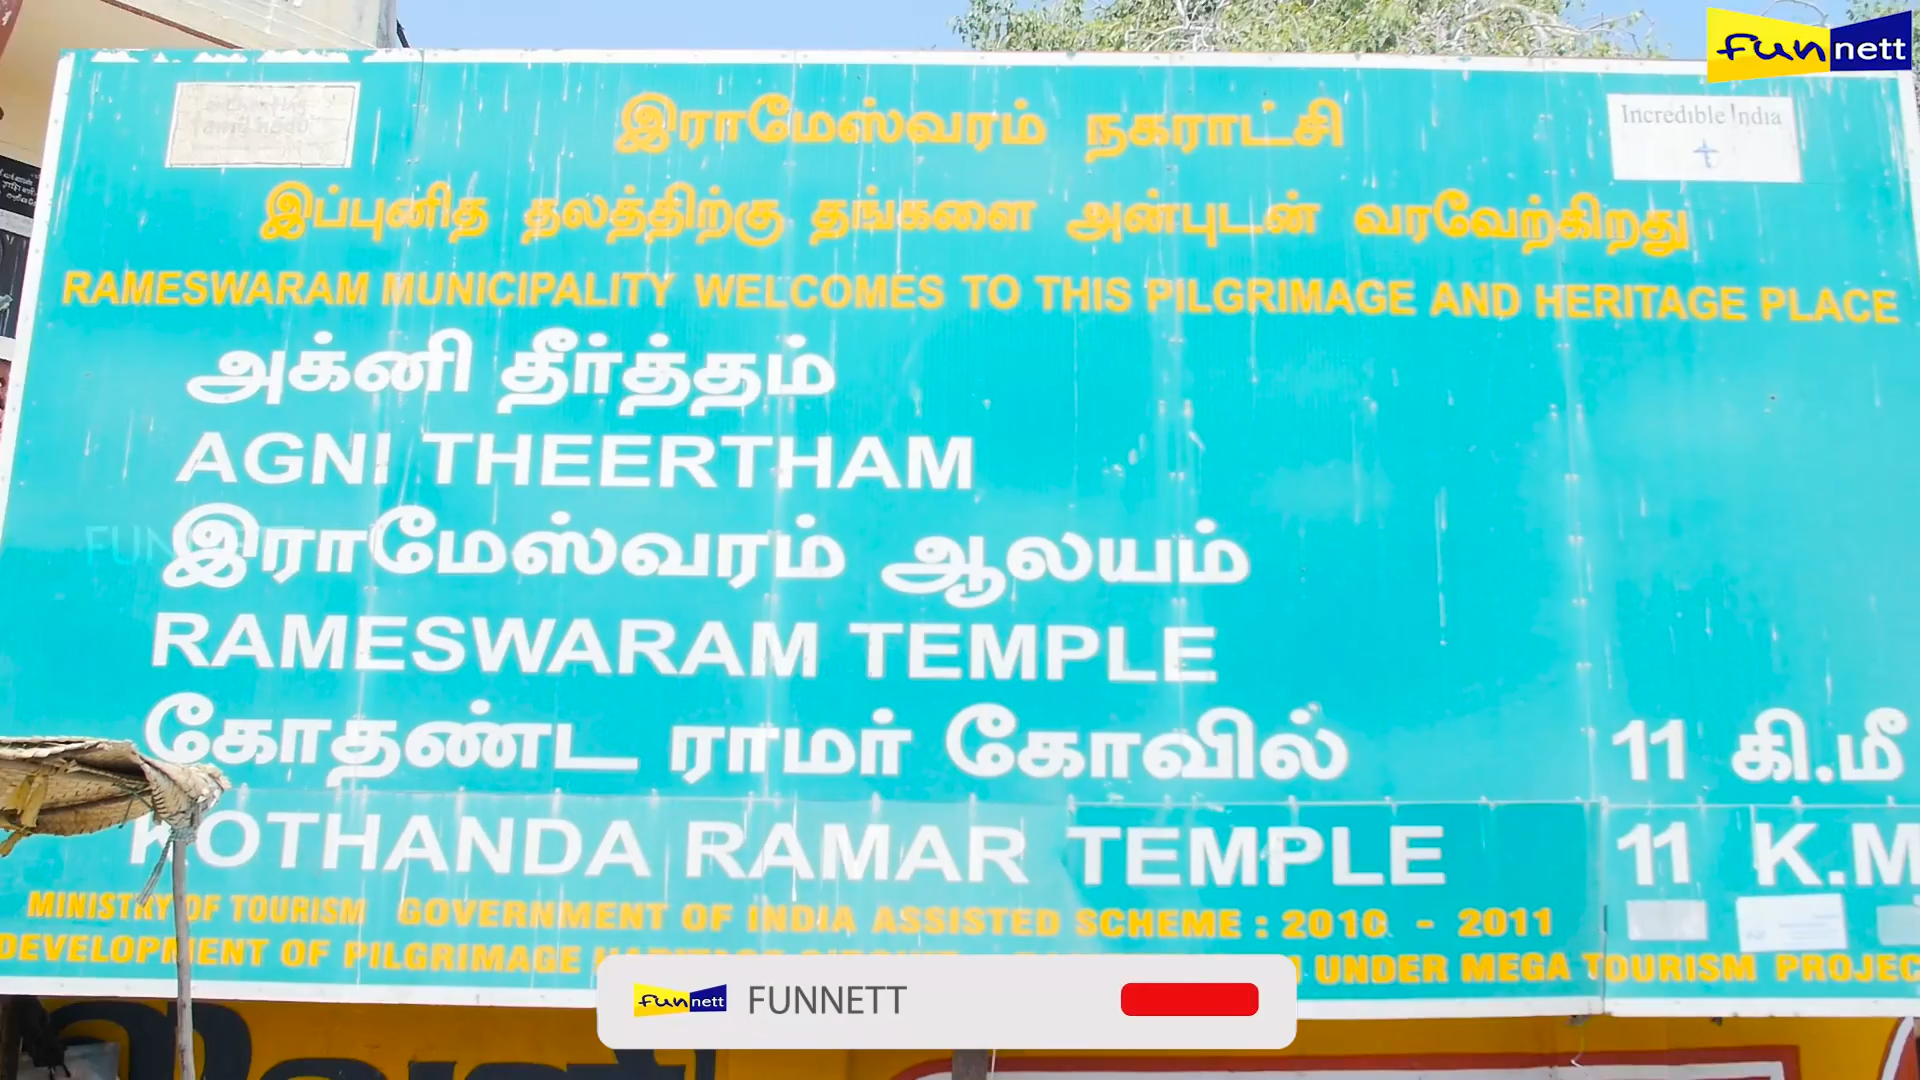 Funnett
Incredible India
இராமேஸ்வரம் நகராட்சி
இப்புனித தலத்திற்கு தங்களை அன்புடன் வரவேற்கிறது
RAMESWARAM MUNICIPALITY WELCOMES TO THIS PILGRIMAGE AND HERITAGE PLACE
அக்னி தீர்த்தம்
AGNI THEERTHAM
இராமேஸ்வரம் ஆலயம்
RAMESWARAM TEMPLE
கோதண்ட ராமர் கோவில் 11 கி.மீ
KOTHANDA RAMAR TEMPLE 11 K.M
MINISTRY OF TOURISM GOVERNMENT OF INDIA ASSISTED SCHEME : 2010 - 2011
DEVELOPMENT OF PILGRIMAGE UNDER MEGA TOURISM PROJEC
Funnett FUNNETT